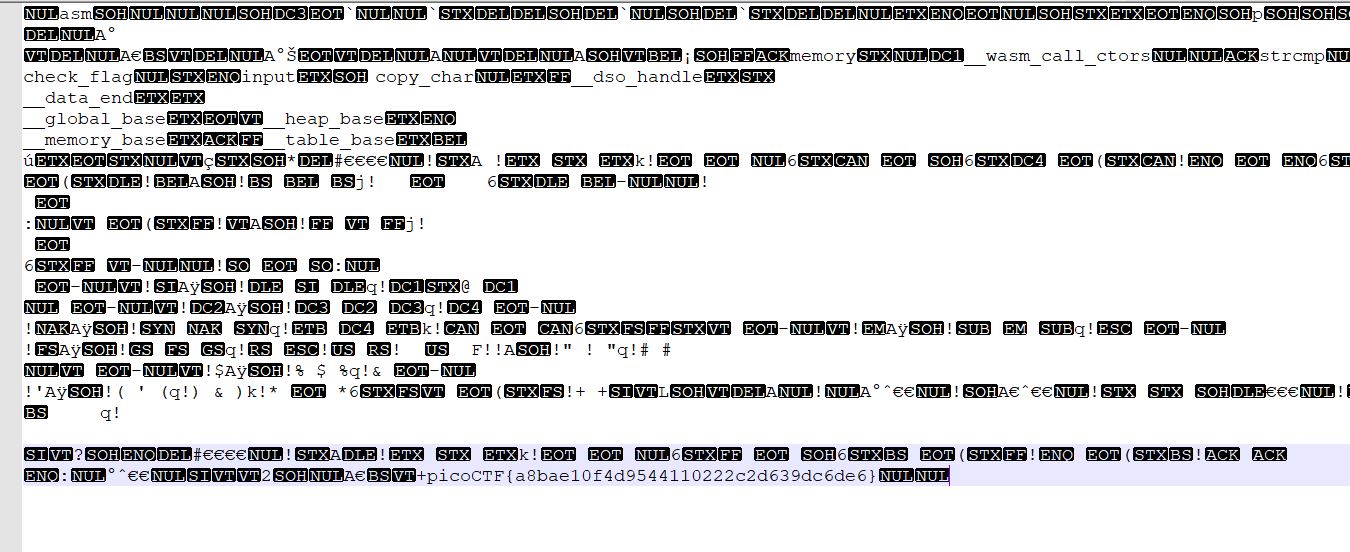 NULasmSOHNULNULNULSOHDC3EOT`NULNUL`STXDELDELSOHDEL`NULSOHDEL`STXDELDELNULETXENQEOTNULSOHSTXETXEOTENQSOHpSOHSOH
DELNULA°
VTDELNULA€BSVTDELNULA°ŠEOTVTDELNULANULVTDELNULASOHVTBEL¡SOHFFACKmemorySTXNULDC1__wasm_call_ctorsNULNULACKstrcmp
check_flagNULSTXENQinputETXSOH copy_charNULETXFF__dso_handleETXSTX
__data_endETXETX
__global_baseETXEOTVT__heap_baseETXENQ
__memory_baseETXACKFF__table_baseETXBEL
úETXEOTSTXNULVTçSTXSOH*DEL#€€€€NUL!STXA !ETX STX ETXk!EOT EOT NUL6STXCAN EOT SOH6STXDC4 EOT(STXCAN!ENQ EOT ENQ6
EOT(STXDLE!BELASOH!BS BEL BSj!   EOT    6STXDLE BEL-NULNUL!
EOT
:NULVT EOT(STXFF!VTASOH!FF VT FFj!
EOT
6STXFF VT-NULNUL!SO EOT SO:NUL
EOT-NULVT!SIAÿSOH!DLE SI DLEq!DC1STX@ DC1
NUL EOT-NULVT!DC2AÿSOH!DC3 DC2 DC3q!DC4 EOT-NUL
!NAKAÿSOH!SYN NAK SYNq!ETB DC4 ETBk!CAN EOT CAN6STXFSFFSTXVT EOT-NULVT!EMAÿSOH!SUB EM SUBq!ESC EOT-NUL
!FSAÿSOH!GS FS GSq!RS ESC!US RS!  US  F!!ASOH!" ! "q!# #
NULVT EOT-NULVT!$AÿSOH!% $ %q!& EOT-NUL
!'AÿSOH!( ' (q!) & )k!* EOT *6STXFSVT EOT(STXFS!+ +SIVTLSOHVTDELANUL!NULA°ˆ€€NUL!SOHA€ˆ€€NUL!STX STX SOHDLE€€€NUL!
BS     q!
SIVT?SOHENQDEL#€€€€NUL!STXADLE!ETX STX ETXk!EOT EOT NUL6STXFF EOT SOH6STXBS EOT(STXFF!ENQ EOT(STXBS!ACK ACK
ENQ:NUL°ˆ€€NULSIVTVT2SOHNULA€BSVT+picoCTF{a8bae10f4d9544110222c2d639dc6de6}NULNUL